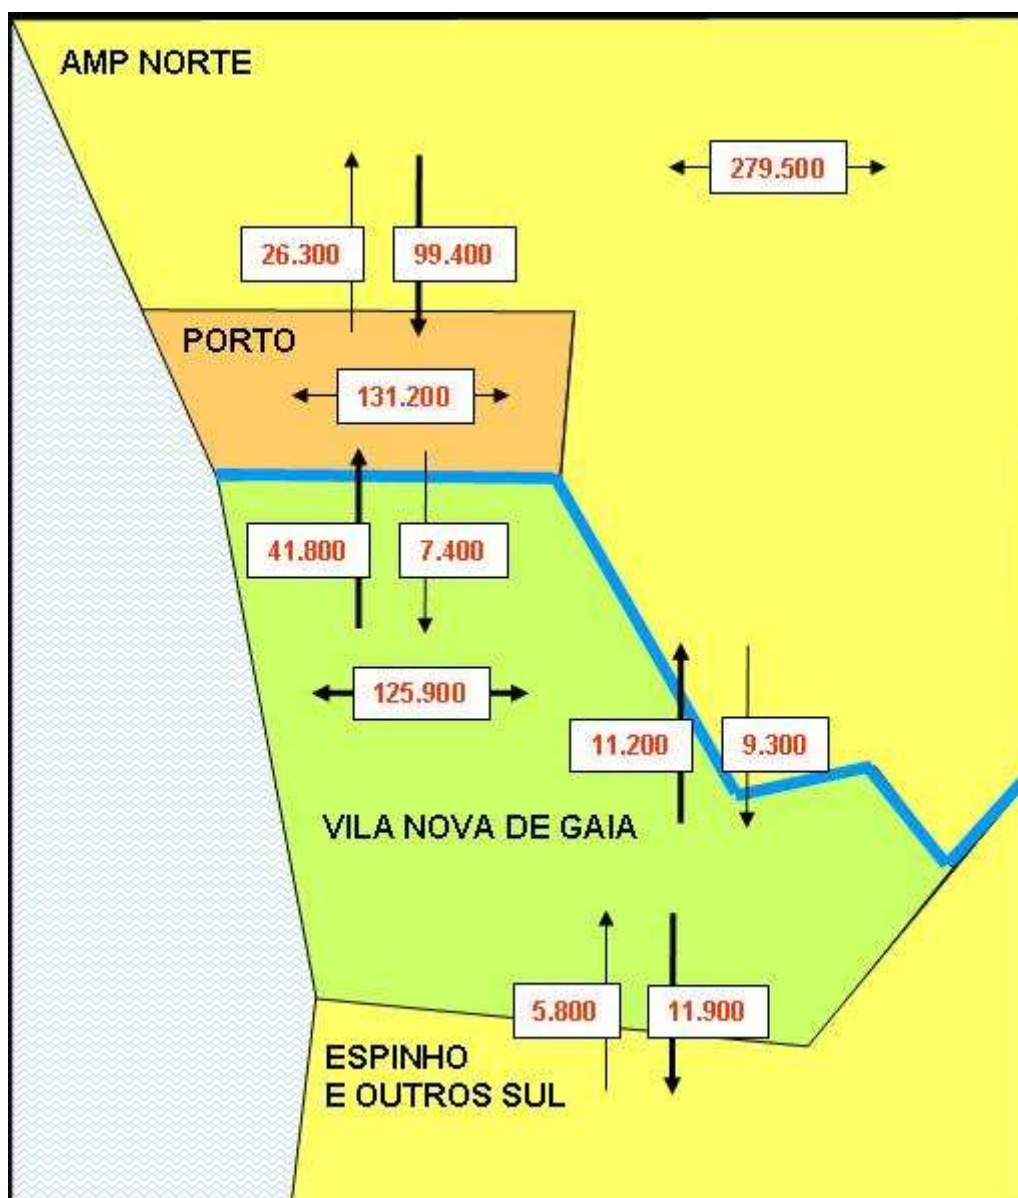 AMP NORTE
279.500
26.300
99.400
PORTO
131.200
41.800
7.400
125.900
11.200
9.300
VILA NOVA DE GAIA
5.800
11.900
ESPINHO
E OUTROS SUL